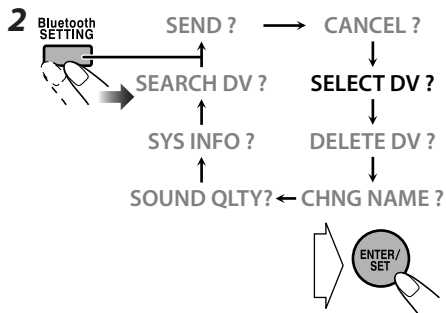 2 Bluetooth
SETTING
SEND ? CANCEL ?
SEARCH DV ? SELECT DV ?
SYS INFO ? DELETE DV ?
SOUND QLTY? CHNG NAME ?
ENTER/
SET